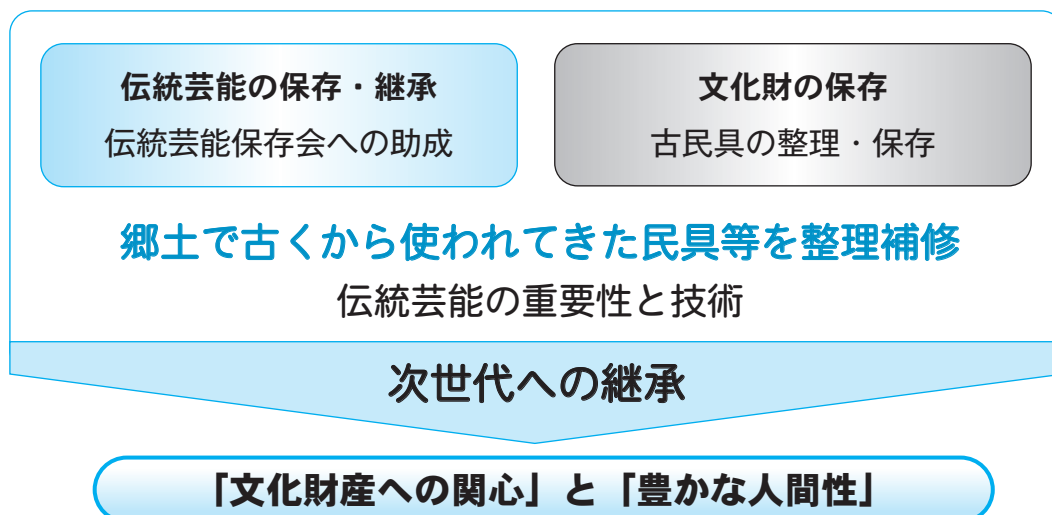 伝統芸能の保存・継承
伝統芸能保存会への助成
文化財の保存
古民具の整理・保存
郷土で古くから使われてきた民具等を整理補修
伝統芸能の重要性と技術
次世代への継承
「文化財産への関心」と「豊かな人間性」